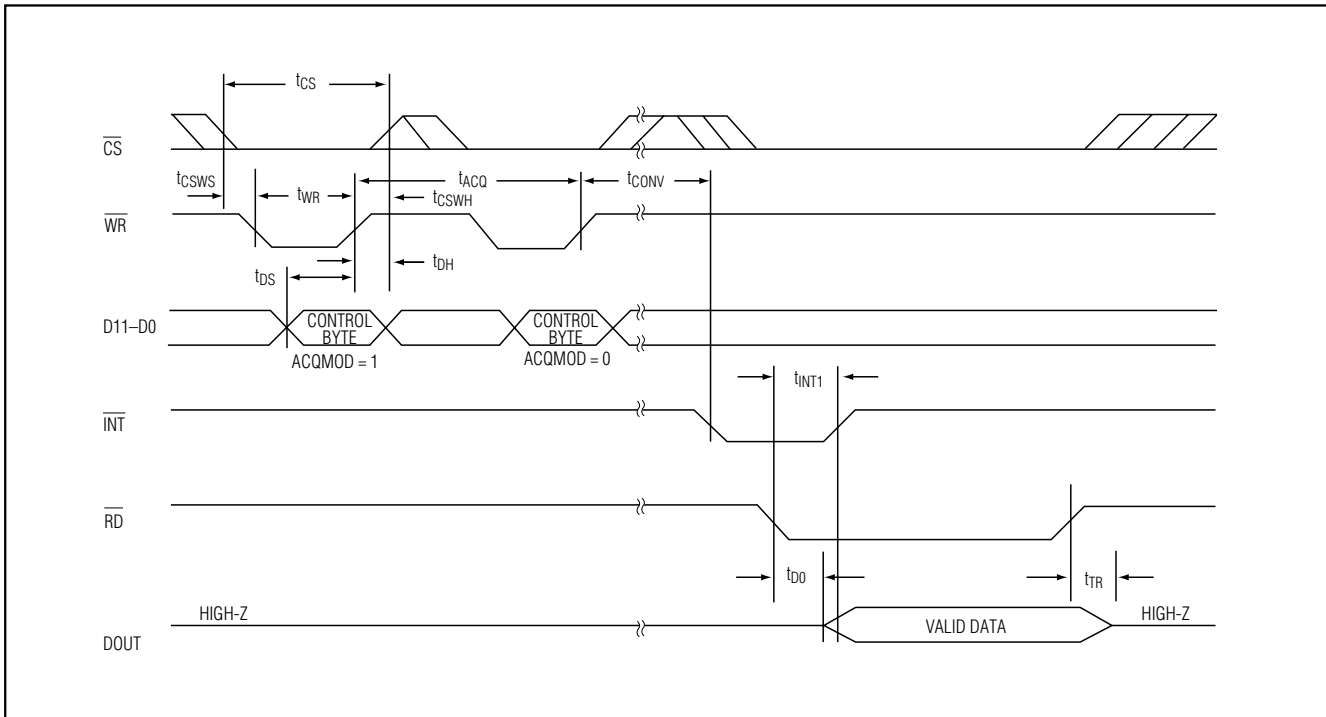 tCS
CS
tCSWS
tWR
tACQ
tCONV
tCSWH
WR
tDS
tDH
D11–D0
CONTROL
BYTE
CONTROL
BYTE
ACQMOD = 1
ACQMOD = 0
tINT1
INT
RD
tD0
tTR
HIGH-Z
VALID DATA
HIGH-Z
DOUT